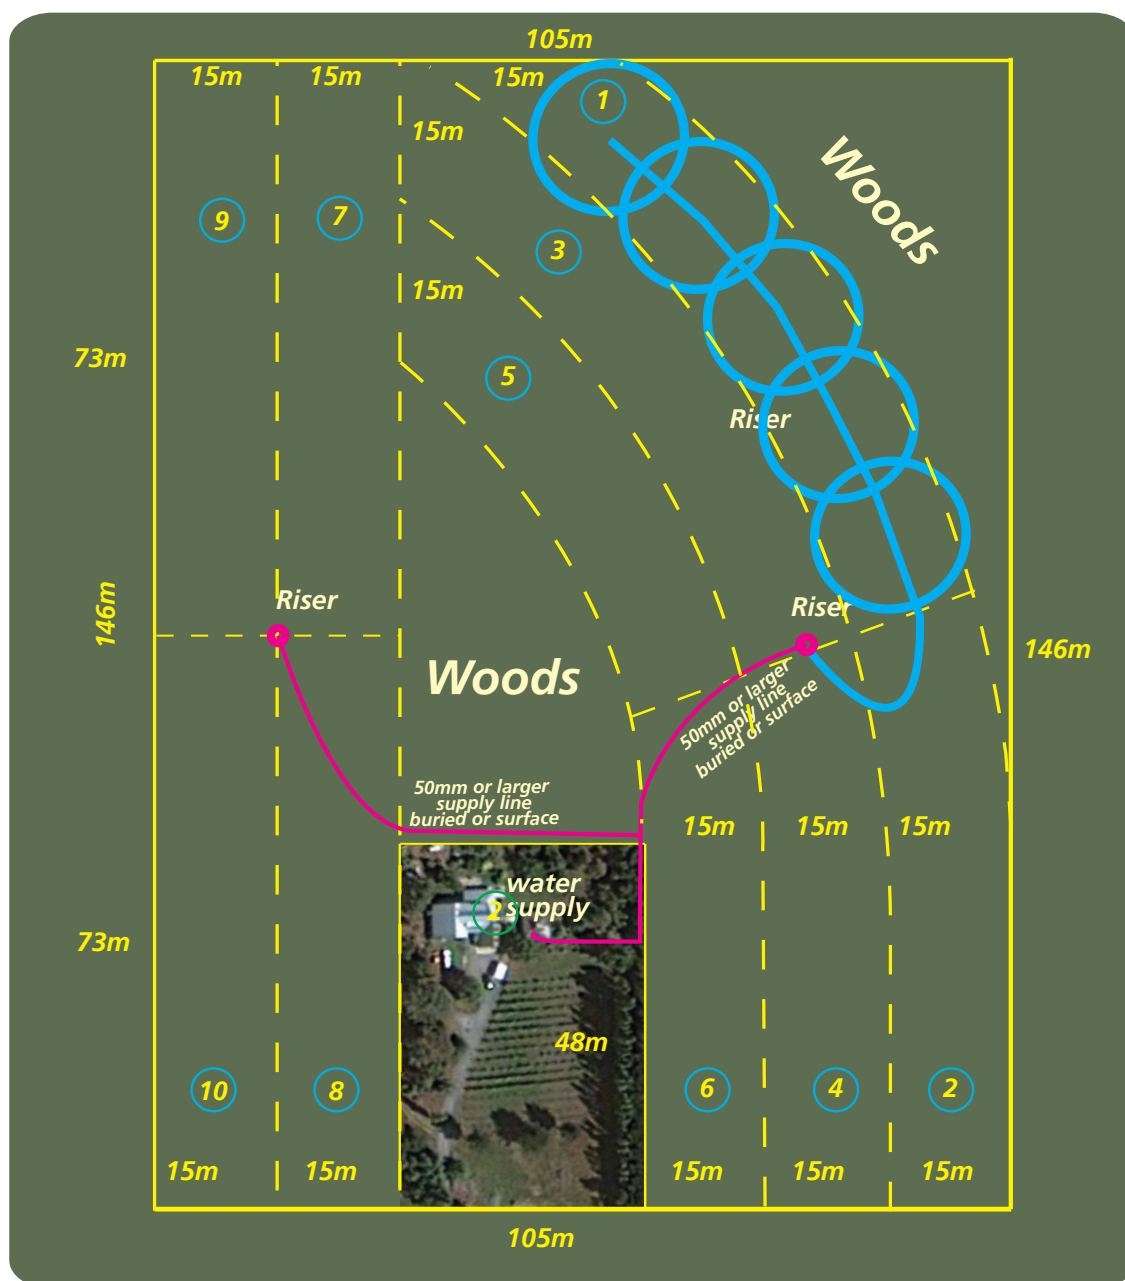 105m
15m
15m
15m
1
15m
Woods
9
7
3
15m
73m
5
Riser
146m
Riser
Riser
Woods
146m
50mm or larger
supply line
buried or surface
50mm or larger
supply line
buried or surface
15m
15m
15m
water
supply
2
73m
48m
10
8
6
4
2
15m
15m
15m
15m
15m
105m